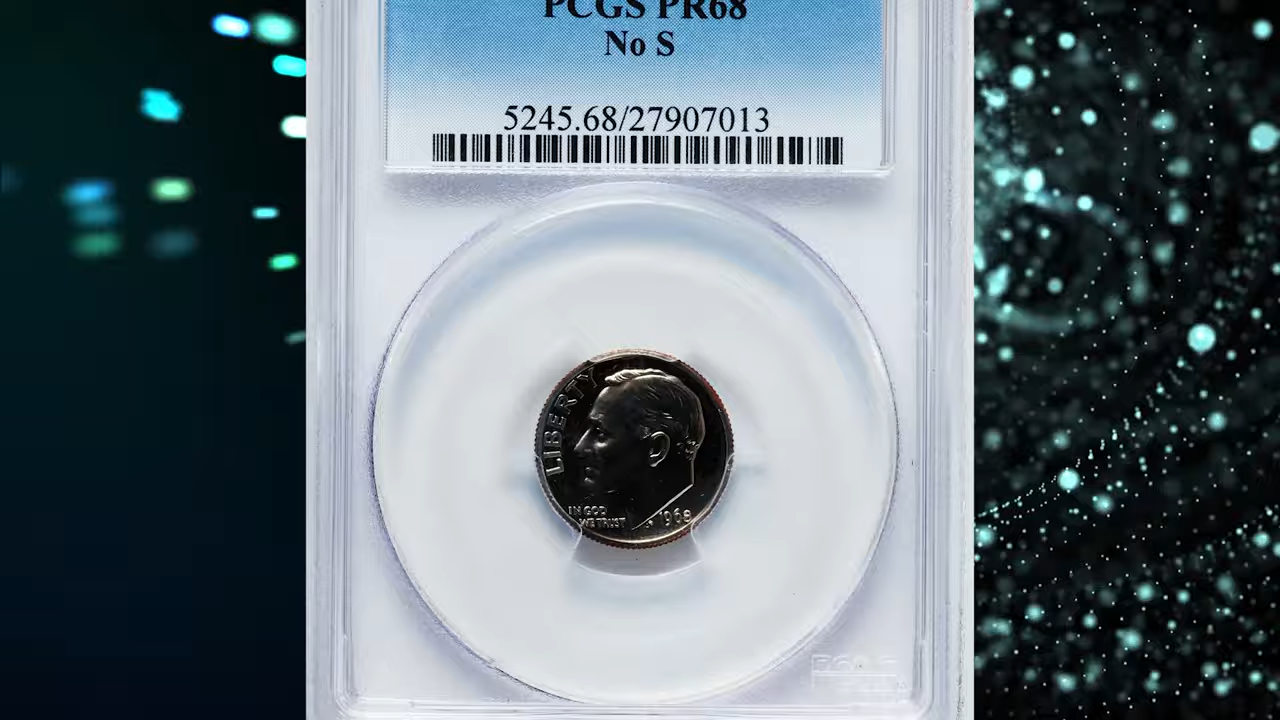 PCGS PR68
No S
5245.68/27907013
LIBERTY
IN GOD
WE TRUST
1968